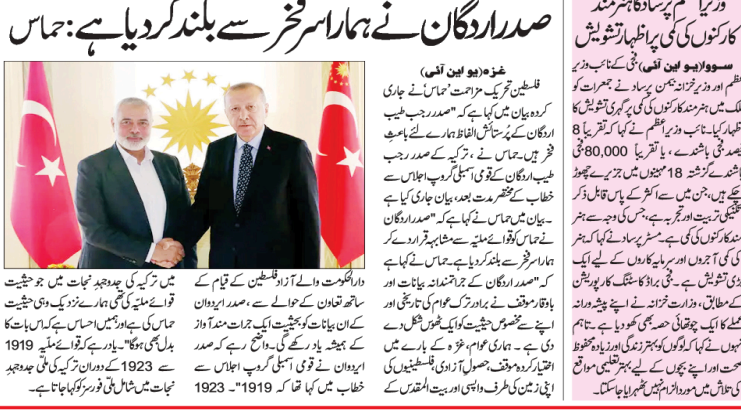 صدر اردگان نے ہمارا سر فخر سے بلند کر دیا ہے: حماس
غزہ (یو این آئی)
فلسطین تحریک مزاحمت 'حماس' نے جاری
کردہ بیان میں کہا ہے کہ "صدر رجب طیب
اردگان کے پُرستائش الفاظ ہمارے لئے باعثِ
فخر ہیں۔ حماس نے، ترکیہ کے صدر رجب
طیب اردگان کے قومی اسمبلی گروپ اجلاس سے
خطاب کے مختصر مدت بعد، بیان جاری کیا ہے
۔ بیان میں حماس نے کہا ہے کہ "صدر اردگان
نے حماس کو قوائے ملّیہ سے مشابہہ قرار دے کر
ہمارا سر فخر سے بلند کر دیا ہے۔ حماس نے کہا ہے
کہ "صدر اردگان کے جراتمندانہ بیانات اور
باوقار موقف نے برادر ترک عوام کی تاریخی اور
اپنے سے مخصوص حیثیت کو ایک ٹھوس شکل دے
دی ہے۔ ہماری عوام، غزہ کے بارے میں
اختیار کردہ موقف، حصولِ آزادی، فلسطینیوں کی
اپنی زمین کی طرف واپسی اور بیت المقدس کے
دارالحکومت والے آزاد فلسطین کے قیام کے
ساتھ تعاون کے حوالے سے، صدر ایردوان
کے ان بیانات کو بحیثیت ایک جرات مند آواز
کے ہمیشہ یاد رکھے گی۔ واضح رہے کہ صدر
ایردوان نے قومی اسمبلی گروپ اجلاس سے
خطاب میں کہا تھا کہ "1919۔ 1923
میں ترکیہ کی جدوجہدِ نجات میں جو حیثیت
قوائے ملّیہ کی تھی ہمارے نزدیک وہی حیثیت
حماس کی ہے اور ہمیں احساس ہے کہ اس بات کا
بدل بھی ہوگا"۔ یاد رہے کہ قوائے ملّیہ 1919
سے 1923 کے دوران ترکیہ کی ملّی جدوجہدِ
نجات میں شامل ملّی فورسز کو کہا جاتا ہے۔
کارکنوں کی کمی پر اظہارِ تشویش
سووا (یو این آئی) فجی کے نائب وزیر
اعظم اور وزیر خزانہ بیمن پرساد نے جمعرات کو
ملک میں ہنرمند کارکنوں کی کمی پر گہری تشویش کا
اظہار کیا۔ نائب وزیر اعظم نے کہا کہ تقریباً 8
فیصد فجی باشندے، یا تقریباً 80,000 فجی
باشندے گزشتہ 18 مہینوں میں جزیرے چھوڑ
چکے ہیں، جن میں سے اکثر کے پاس قابل ذکر
تکنیکی تربیت اور تجربہ ہے، جس کی وجہ سے ہنر
مند کارکنوں کی کمی ہے۔ مسٹر پرساد نے کہا کہ ہنر
کی کمی آجروں اور سرمایہ کاروں کے لیے ایک
بڑی تشویش ہے۔ فجی براڈ کاسٹنگ کارپوریشن
کے مطابق، وزارت خزانہ نے اپنے پیشہ ورانہ
عملے کا ایک چوتھائی حصہ بھی کھو دیا ہے۔ تاہم
انہوں نے کہا کہ لوگوں کو بہتر زندگی اور زیادہ محفوظ
صحت اور اپنے بچوں کے لیے بہتر تعلیمی مواقع
کی تلاش میں مورد الزام نہیں ٹھہرایا جا سکتا۔